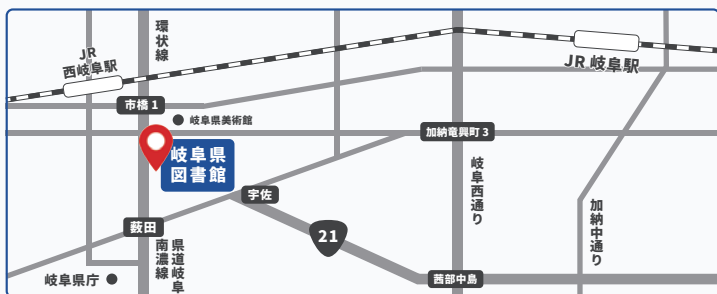 環状線
JR
西岐阜駅
JR 岐阜駅
市橋 1
岐阜県美術館
加納竜興町 3
岐阜県
図書館
岐阜西通り
宇佐
加納中通り
薮田
21
県道岐阜
南濃線
岐阜県庁
茜部中島